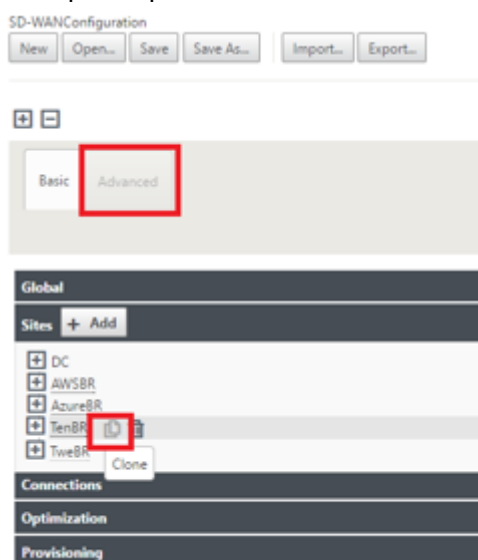 SD-WANConfiguration
New Open... Save Save As... Import... Export...
Basic Advanced
Global
Sites + Add
DC
AWSBR
AzureBR
TenBR
TweBR
Clone
Connections
Optimization
Provisioning